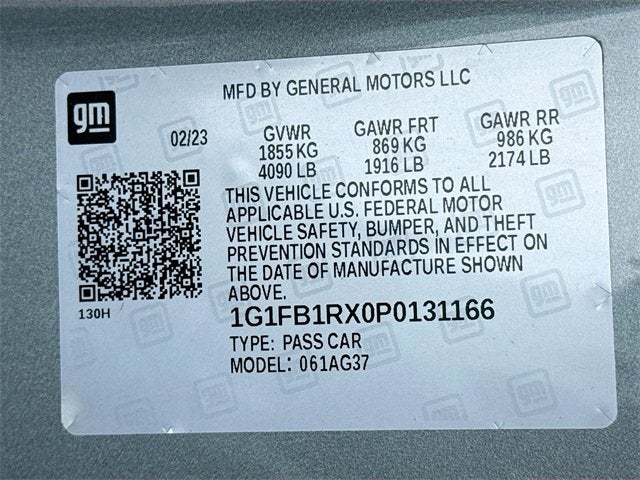 MFD BY GENERAL MOTORS LLC
gm
02/23 GVWR GAWR FRT GAWR RR
1855 KG 869 KG 986 KG
4090 LB 1916 LB 2174 LB
THIS VEHICLE CONFORMS TO ALL
APPLICABLE U.S. FEDERAL MOTOR
VEHICLE SAFETY, BUMPER, AND THEFT
PREVENTION STANDARDS IN EFFECT ON
THE DATE OF MANUFACTURE SHOWN
ABOVE.
130H
1G1FB1RX0P0131166
TYPE: PASS CAR
MODEL: 061AG37